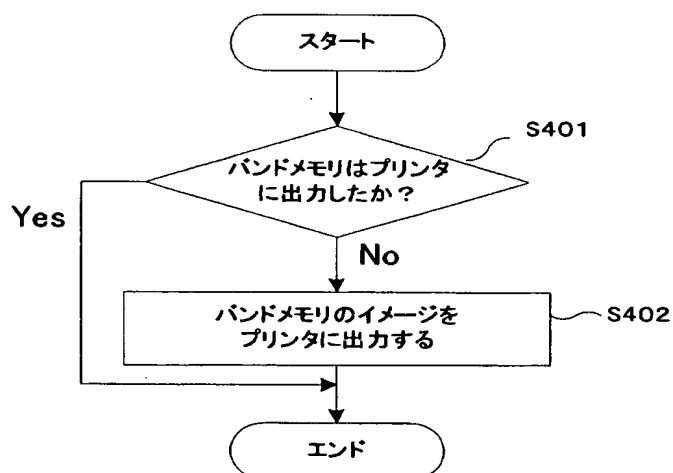 スタート
S401
バンドメモリはプリンタ
に出力したか？
Yes
No
バンドメモリのイメージを
プリンタに出力する
S402
エンド